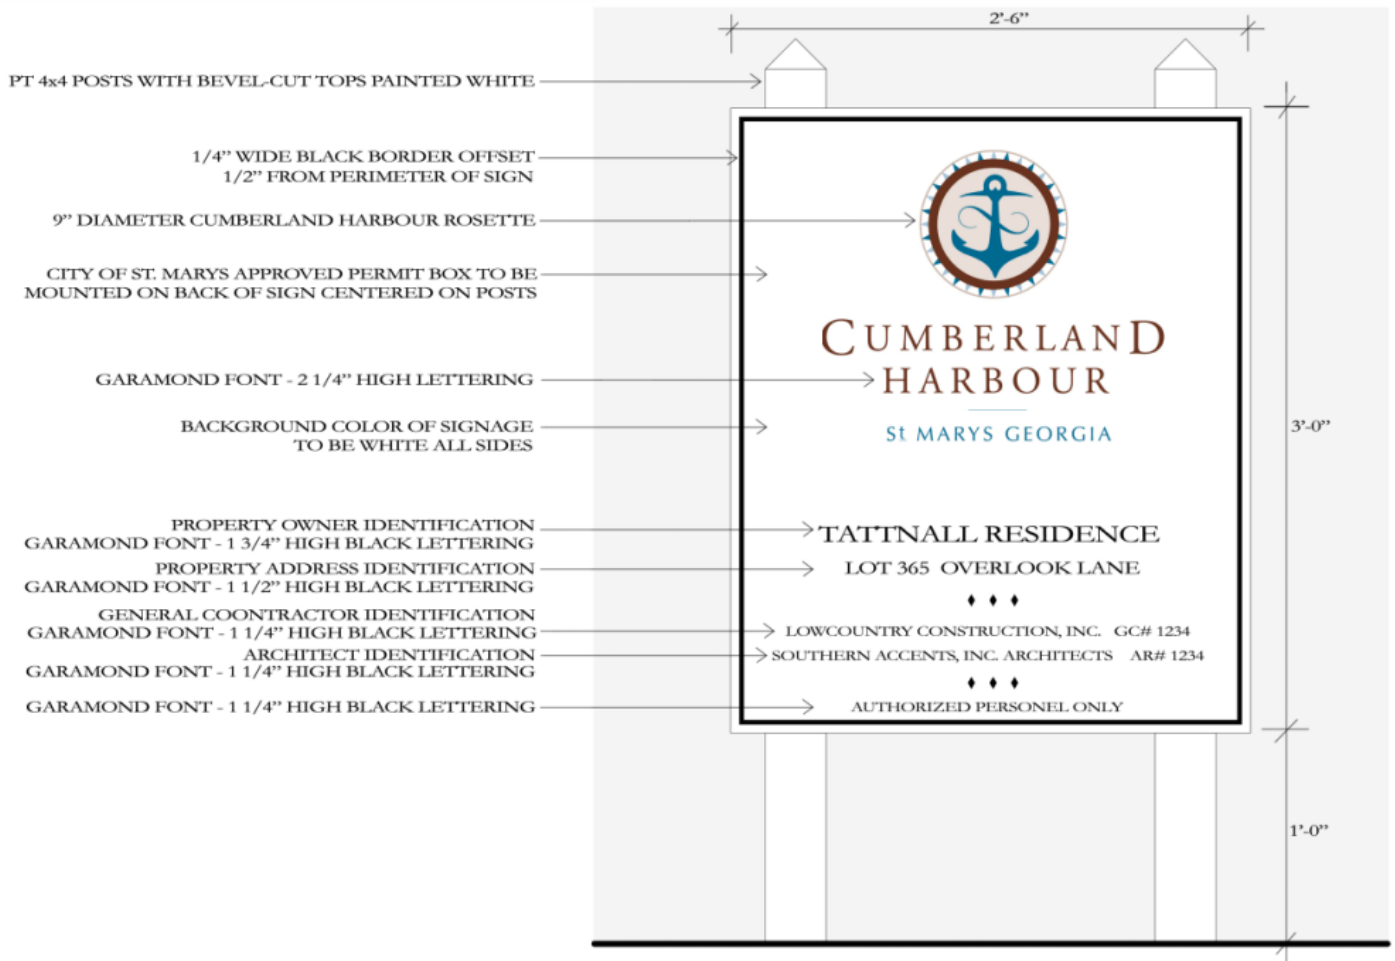 2'-6”
PT 4x4 POSTS WITH BEVEL-CUT TOPS PAINTED WHITE
1/4” WIDE BLACK BORDER OFFSET
1/2” FROM PERIMETER OF SIGN
9” DIAMETER CUMBERLAND HARBOUR ROSETTE
CITY OF ST. MARYS APPROVED PERMIT BOX TO BE
MOUNTED ON BACK OF SIGN CENTERED ON POSTS
GARAMOND FONT - 2 1/4” HIGH LETTERING
BACKGROUND COLOR OF SIGNAGE
TO BE WHITE ALL SIDES
PROPERTY OWNER IDENTIFICATION
GARAMOND FONT - 1 3/4” HIGH BLACK LETTERING
PROPERTY ADDRESS IDENTIFICATION
GARAMOND FONT - 1 1/2” HIGH BLACK LETTERING
GENERAL COONTRACTOR IDENTIFICATION
GARAMOND FONT - 1 1/4” HIGH BLACK LETTERING
ARCHITECT IDENTIFICATION
GARAMOND FONT - 1 1/4” HIGH BLACK LETTERING
GARAMOND FONT - 1 1/4” HIGH BLACK LETTERING
CUMBERLAND
HARBOUR
St MARYS GEORGIA
TATTNALL RESIDENCE
LOT 365 OVERLOOK LANE
LOWCOUNTRY CONSTRUCTION, INC. GC# 1234
SOUTHERN ACCENTS, INC. ARCHITECTS AR# 1234
AUTHORIZED PERSONEL ONLY
3’-0”
1’-0”